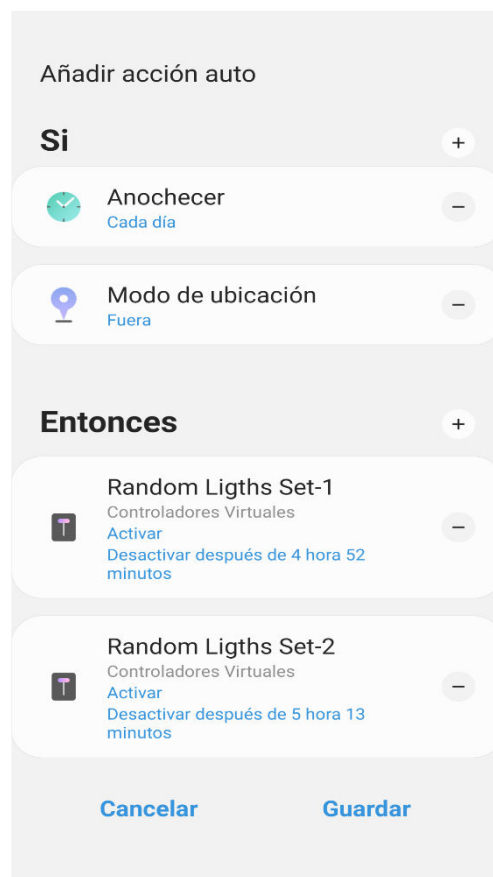 Añadir acción auto
Si
+
Anochecer
Cada día
−
Modo de ubicación
Fuera
−
Entonces
+
Random Ligths Set-1
Controladores Virtuales
Activar
Desactivar después de 4 hora 52
minutos
−
Random Ligths Set-2
Controladores Virtuales
Activar
Desactivar después de 5 hora 13
minutos
−
Cancelar
Guardar